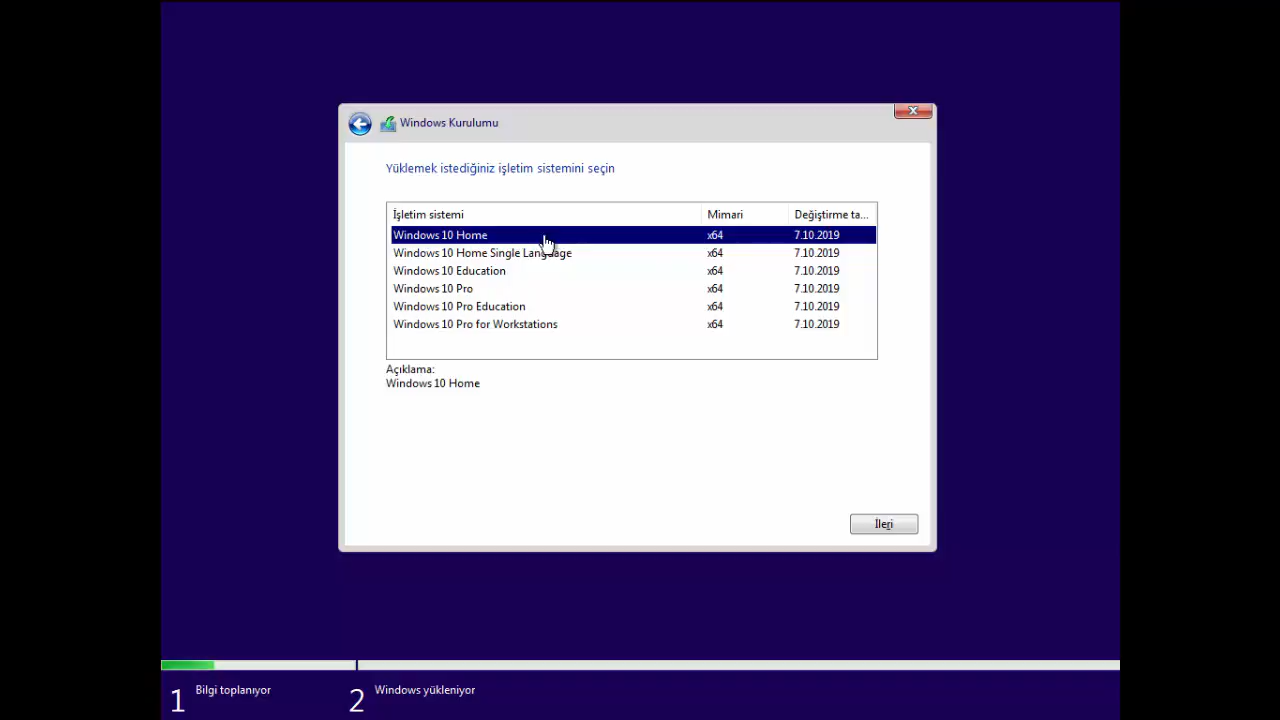 Windows Kurulumu
Yüklemek istediğiniz işletim sistemini seçin
İşletim sistemi Mimari Değiştirme ta...
Windows 10 Home x64 7.10.2019
Windows 10 Home Single Language x64 7.10.2019
Windows 10 Education x64 7.10.2019
Windows 10 Pro x64 7.10.2019
Windows 10 Pro Education x64 7.10.2019
Windows 10 Pro for Workstations x64 7.10.2019
Açıklama:
Windows 10 Home
İleri
1 Bilgi toplanıyor 2 Windows yükleniyor